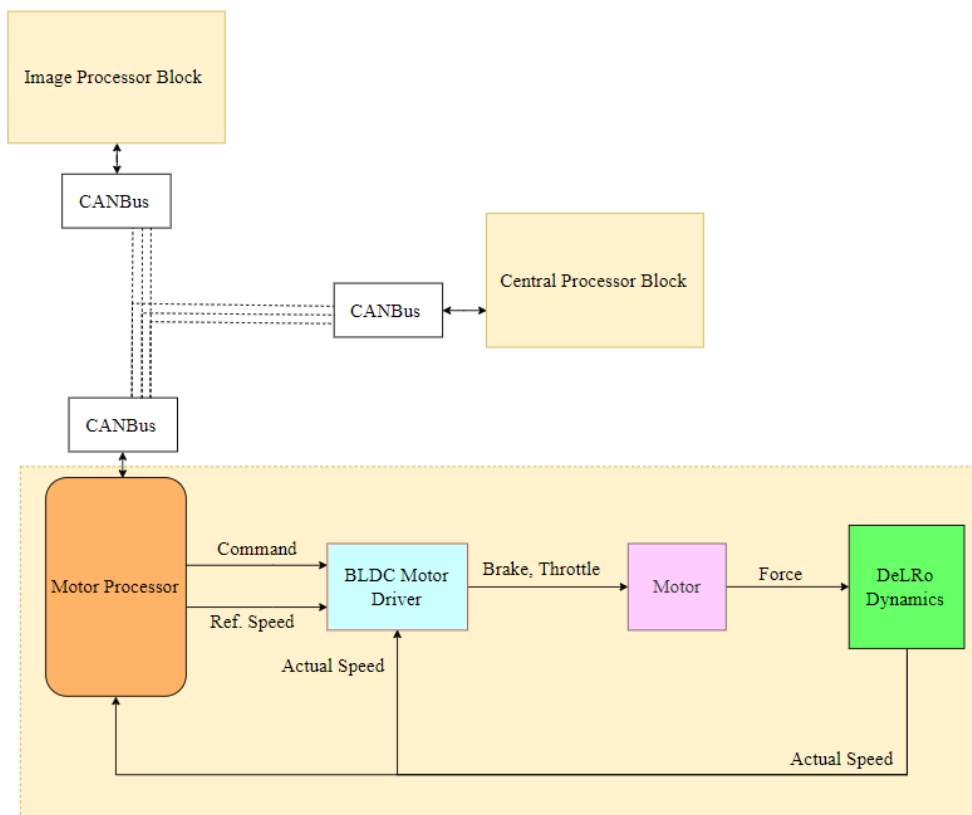 Image Processor Block
CANBus
Central Processor Block
CANBus
CANBus
Motor Processor
Command
Ref. Speed
BLDC Motor
Driver
Actual Speed
Brake, Throttle
Motor
Force
DeLRo
Dynamics
Actual Speed